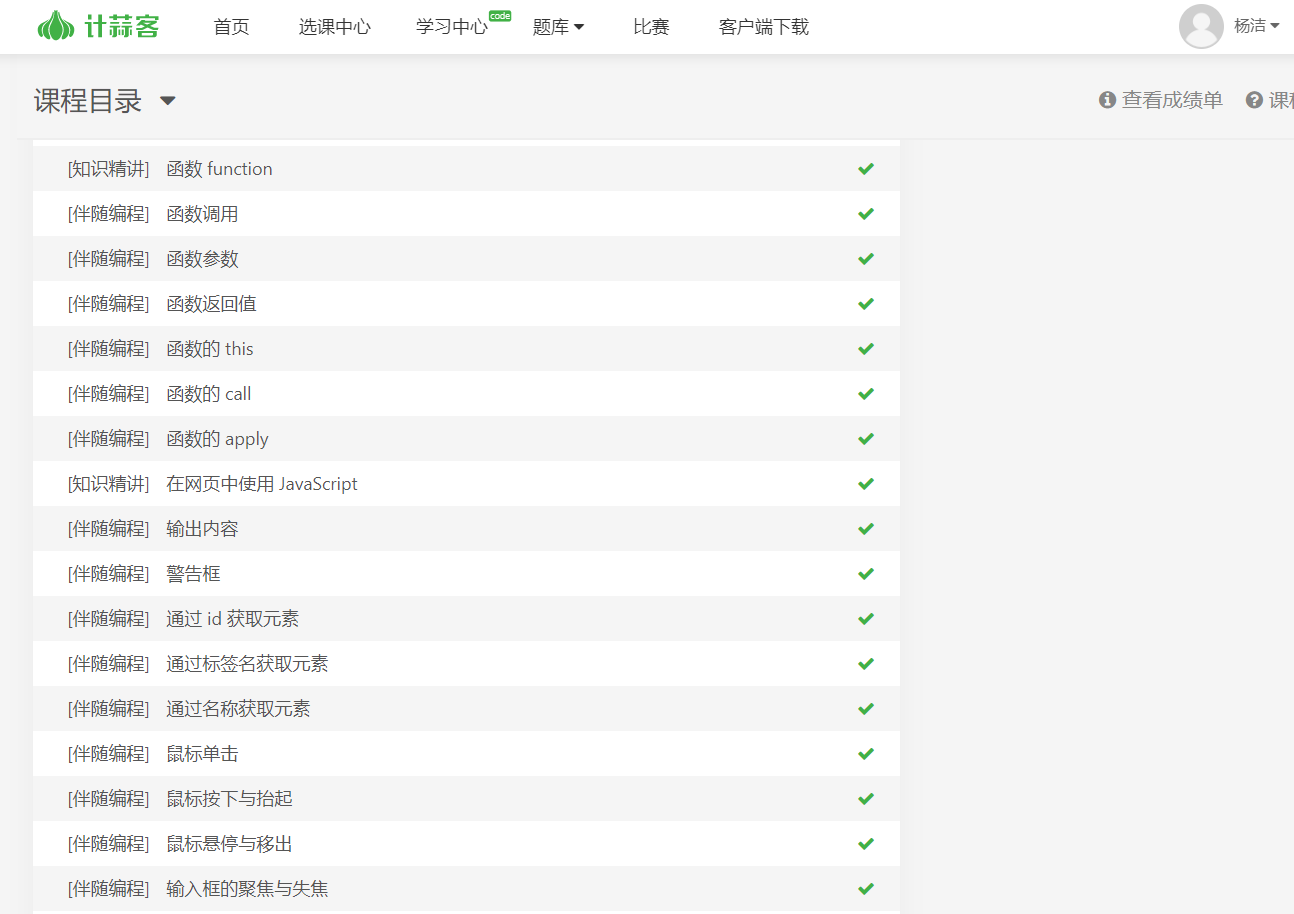 计蒜客 首页 选课中心 学习中心 code 题库 比赛 客户端下载 杨洁
课程目录 查看成绩单 课程
[知识精讲] 函数 function
[伴随编程] 函数调用
[伴随编程] 函数参数
[伴随编程] 函数返回值
[伴随编程] 函数的 this
[伴随编程] 函数的 call
[伴随编程] 函数的 apply
[知识精讲] 在网页中使用 JavaScript
[伴随编程] 输出内容
[伴随编程] 警告框
[伴随编程] 通过 id 获取元素
[伴随编程] 通过标签名获取元素
[伴随编程] 通过名称获取元素
[伴随编程] 鼠标单击
[伴随编程] 鼠标按下与抬起
[伴随编程] 鼠标悬停与移出
[伴随编程] 输入框的聚焦与失焦